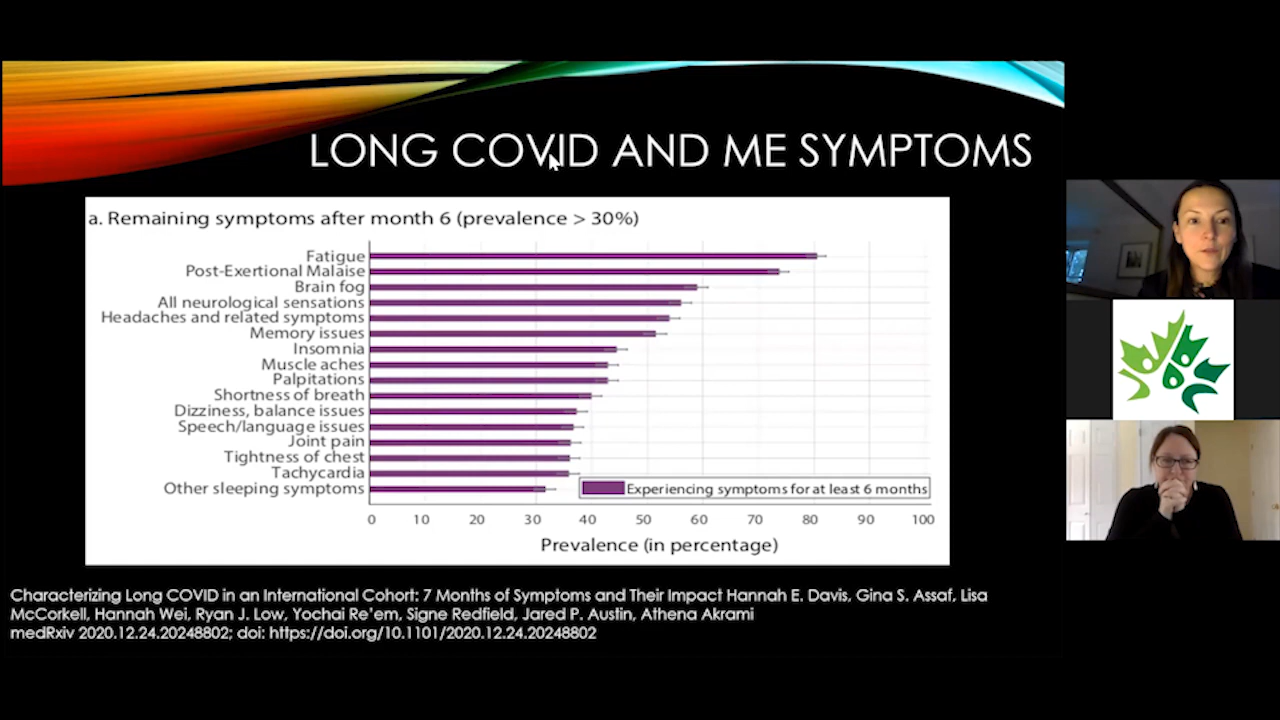 LONG COVID AND ME SYMPTOMS
a. Remaining symptoms after month 6 (prevalence > 30%)
Fatigue
Post-Exertional Malaise
Brain fog
All neurological sensations
Headaches and related symptoms
Memory issues
Insomnia
Muscle aches
Palpitations
Shortness of breath
Dizziness, balance issues
Speech/language issues
Joint pain
Tightness of chest
Tachycardia
Other sleeping symptoms
Experiencing symptoms for at least 6 months
0 10 20 30 40 50 60 70 80 90 100
Prevalence (in percentage)
Characterizing Long COVID in an International Cohort: 7 Months of Symptoms and Their Impact Hannah E. Davis, Gina S. Assaf, Lisa
McCorkell, Hannah Wei, Ryan J. Low, Yochai Re’em, Signe Redfield, Jared P. Austin, Athena Akrami
medRxiv 2020.12.24.20248802; doi: https://doi.org/10.1101/2020.12.24.20248802